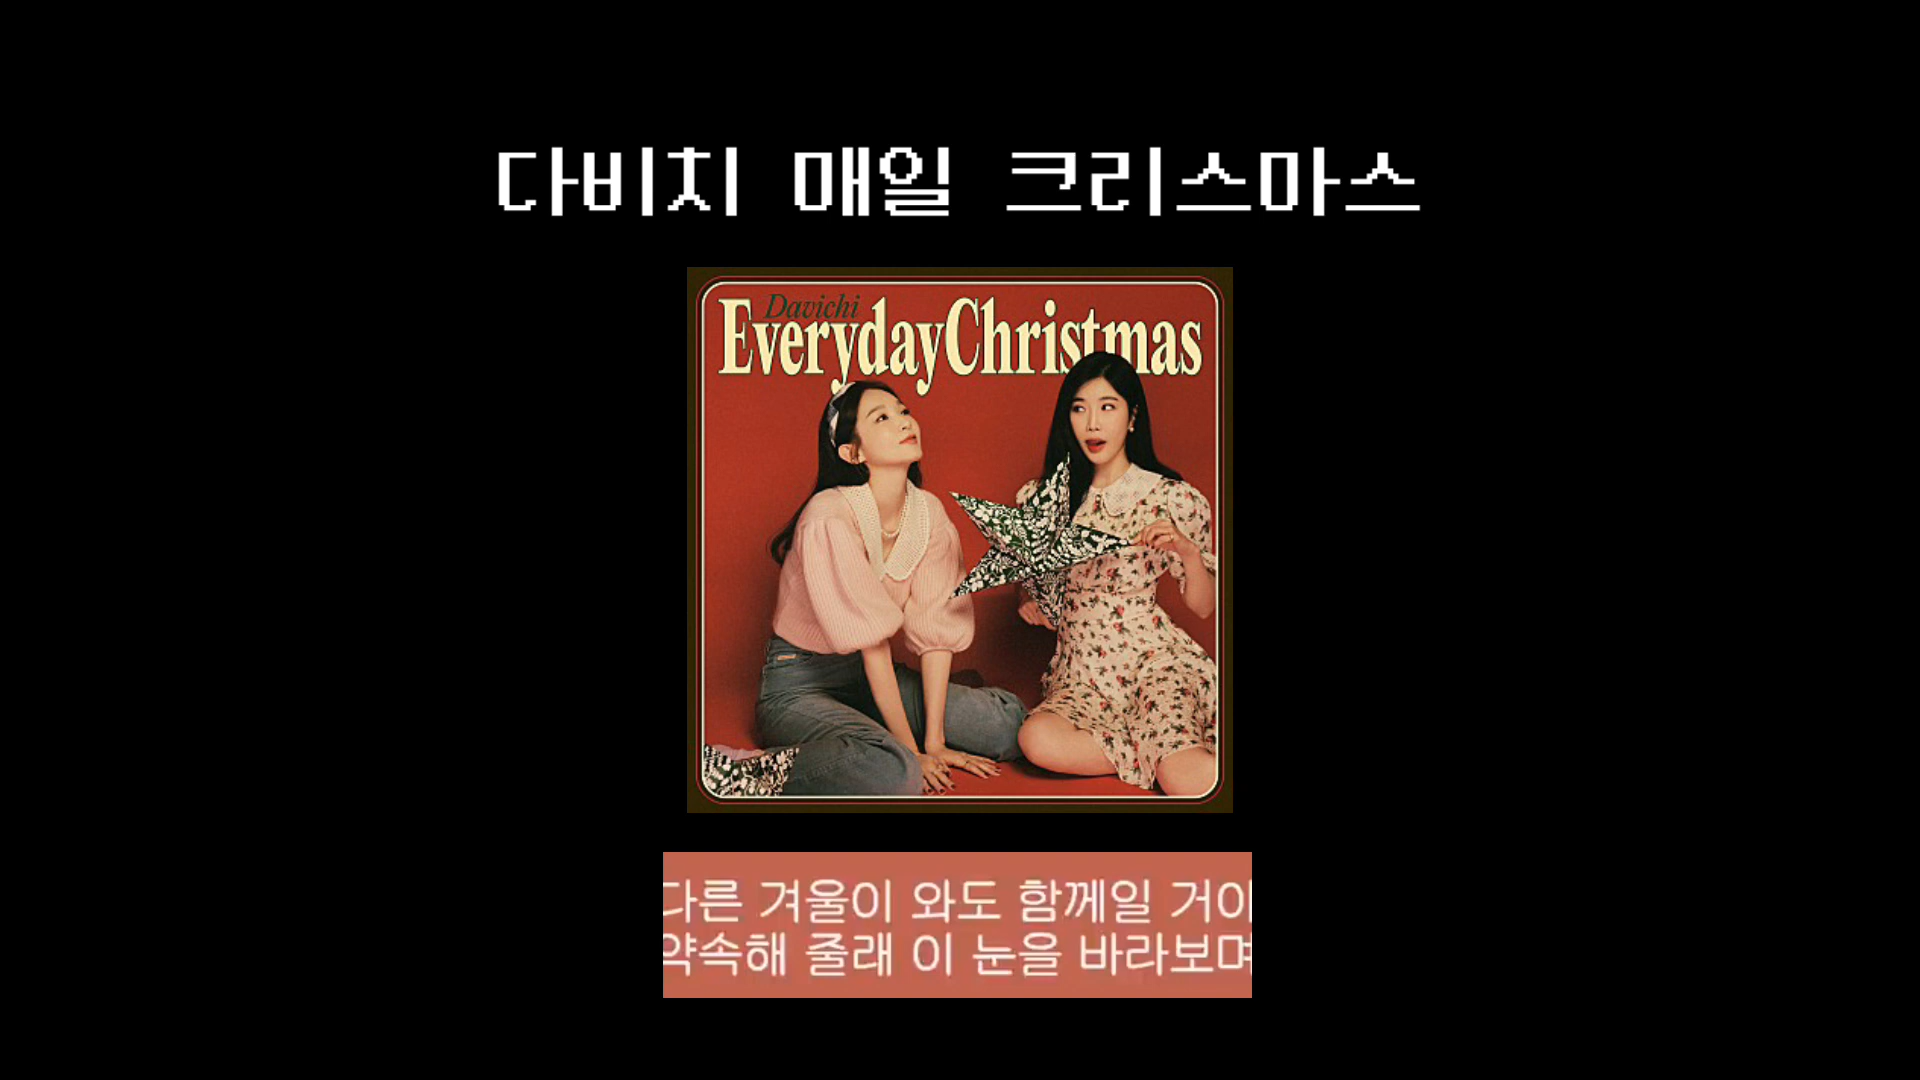 다비치 매일 크리스마스
Davichi
EverydayChristmas
다른 겨울이 와도 함께일 거야
약속해 줄래 이 눈을 바라보며